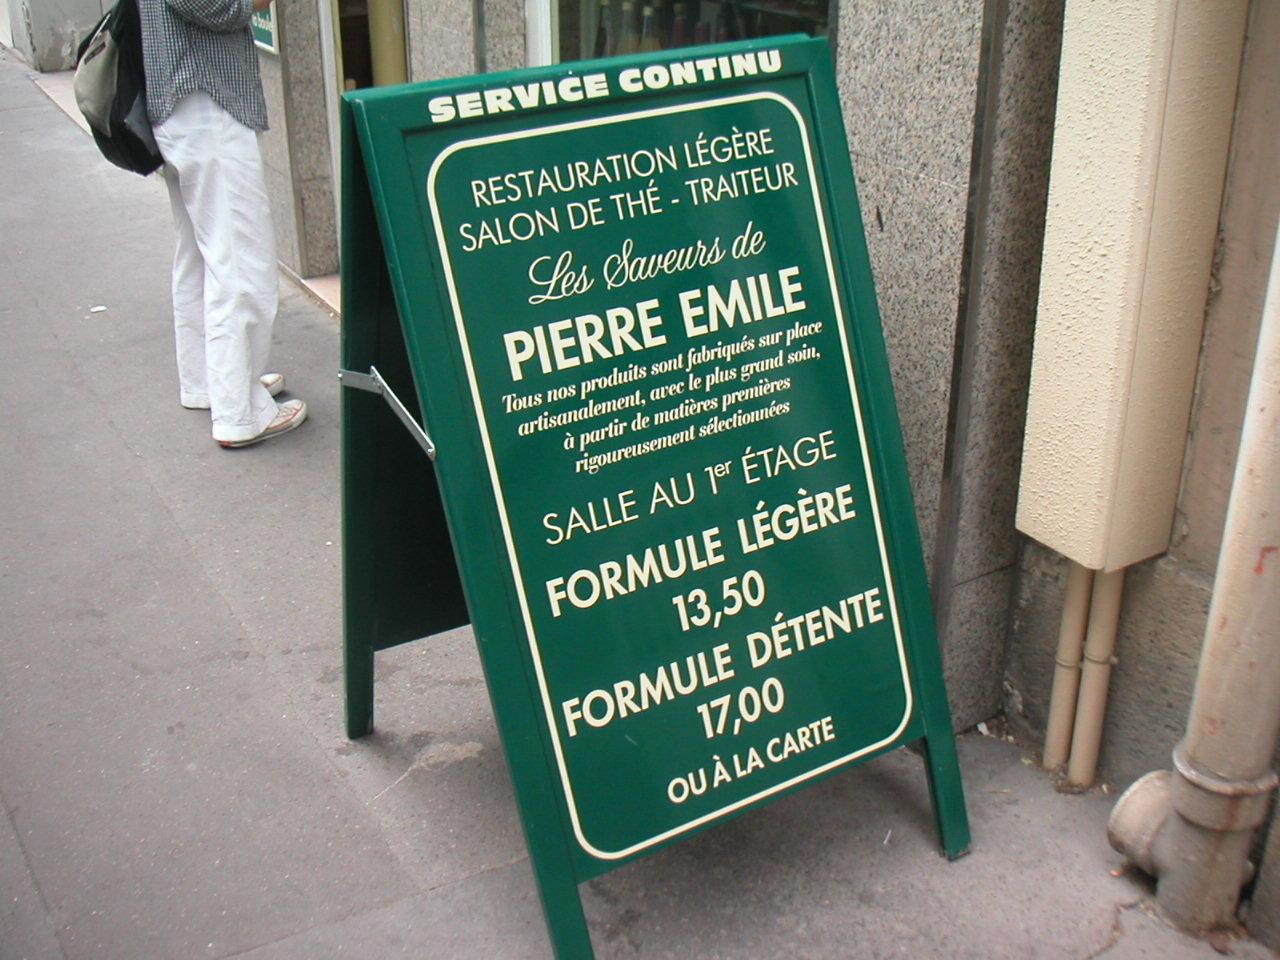 SERVICE CONTINU
RESTAURATION LÉGÈRE
SALON DE THÉ - TRAITEUR
Les Saveurs de
PIERRE EMILE
Tous nos produits sont fabriqués sur place
artisanalement, avec le plus grand soin,
à partir de matières premières
rigoureusement sélectionnées
SALLE AU 1er ÉTAGE
FORMULE LÉGÈRE
13,50
FORMULE DÉTENTE
17,00
OU À LA CARTE